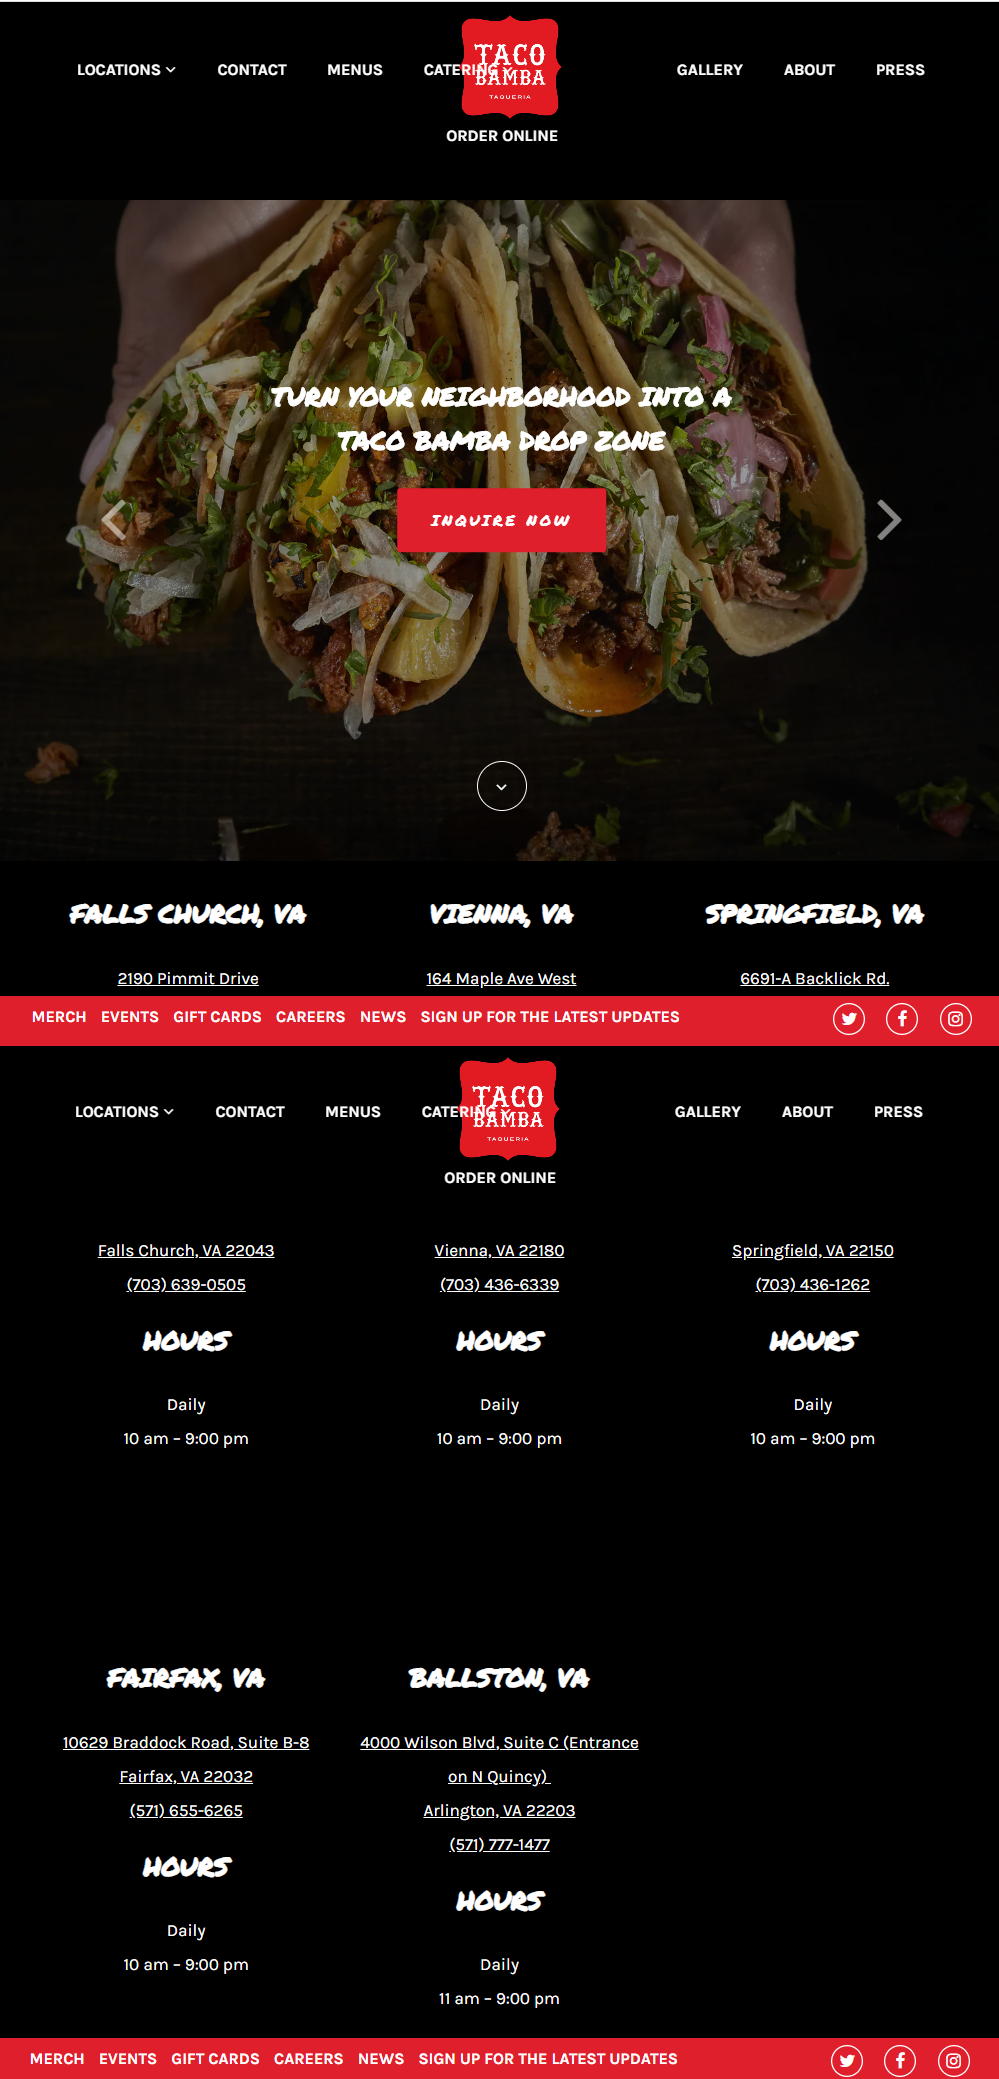 LOCATIONS CONTACT MENUS CATERING GALLERY ABOUT PRESS
TACO
BAMBA
TAQUERIA
ORDER ONLINE
TURN YOUR NEIGHBORHOOD INTO A
TACO BAMBA DROP ZONE
INQUIRE NOW
FALLS CHURCH, VA VIENNA, VA SPRINGFIELD, VA
2190 Pimmit Drive 164 Maple Ave West 6691-A Backlick Rd.
MERCH EVENTS GIFT CARDS CAREERS NEWS SIGN UP FOR THE LATEST UPDATES
LOCATIONS CONTACT MENUS CATERING GALLERY ABOUT PRESS
TACO
BAMBA
TAQUERIA
ORDER ONLINE
Falls Church, VA 22043 Vienna, VA 22180 Springfield, VA 22150
(703) 639-0505 (703) 436-6339 (703) 436-1262
HOURS HOURS HOURS
Daily Daily Daily
10 am – 9:00 pm 10 am – 9:00 pm 10 am – 9:00 pm
FAIRFAX, VA BALLSTON, VA
10629 Braddock Road, Suite B-8 4000 Wilson Blvd, Suite C (Entrance
Fairfax, VA 22032 on N Quincy)
(571) 655-6265 Arlington, VA 22203
(571) 777-1477
HOURS HOURS
Daily Daily
10 am – 9:00 pm 11 am – 9:00 pm
MERCH EVENTS GIFT CARDS CAREERS NEWS SIGN UP FOR THE LATEST UPDATES